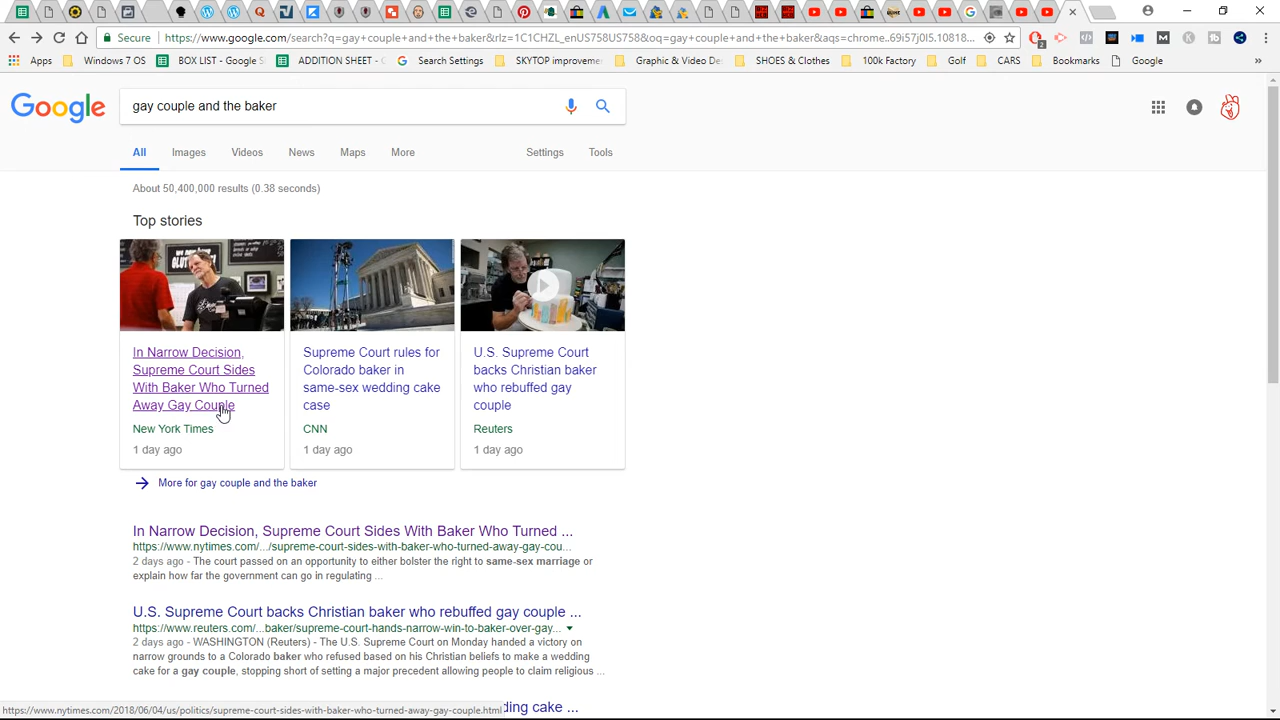 Secure
https://www.google.com/search?q=gay+couple+and+the+baker&rlz=1C1CHZL_enUS758US758&oq=gay+couple+and+the+baker&aqs=chrome..69i57j0l5.10818...
2
Apps
Windows 7 OS
BOX LIST - Google S
ADDITION SHEET - G
Search Settings
SKYTOP improveme
Graphic & Video De
SHOES & Clothes
100k Factory
Golf
CARS
Bookmarks
Google
»
Google
gay couple and the baker
All
Images
Videos
News
Maps
More
Settings
Tools
About 50,400,000 results (0.38 seconds)
Top stories
In Narrow Decision,
Supreme Court Sides
With Baker Who Turned
Away Gay Couple
New York Times
1 day ago
Supreme Court rules for
Colorado baker in
same-sex wedding cake
case
CNN
1 day ago
U.S. Supreme Court
backs Christian baker
who rebuffed gay
couple
Reuters
1 day ago
More for gay couple and the baker
In Narrow Decision, Supreme Court Sides With Baker Who Turned ...
https://www.nytimes.com/.../supreme-court-sides-with-baker-who-turned-away-gay-cou...
2 days ago - The court passed on an opportunity to either bolster the right to same-sex marriage or
explain how far the government can go in regulating ...
U.S. Supreme Court backs Christian baker who rebuffed gay couple ...
https://www.reuters.com/...baker/supreme-court-hands-narrow-win-to-baker-over-gay...
2 days ago - WASHINGTON (Reuters) - The U.S. Supreme Court on Monday handed a victory on
narrow grounds to a Colorado baker who refused based on his Christian beliefs to make a wedding
cake for a gay couple, stopping short of setting a major precedent allowing people to claim religious ...
ding cake ...
https://www.nytimes.com/2018/06/04/us/politics/supreme-court-sides-with-baker-who-turned-away-gay-couple.html